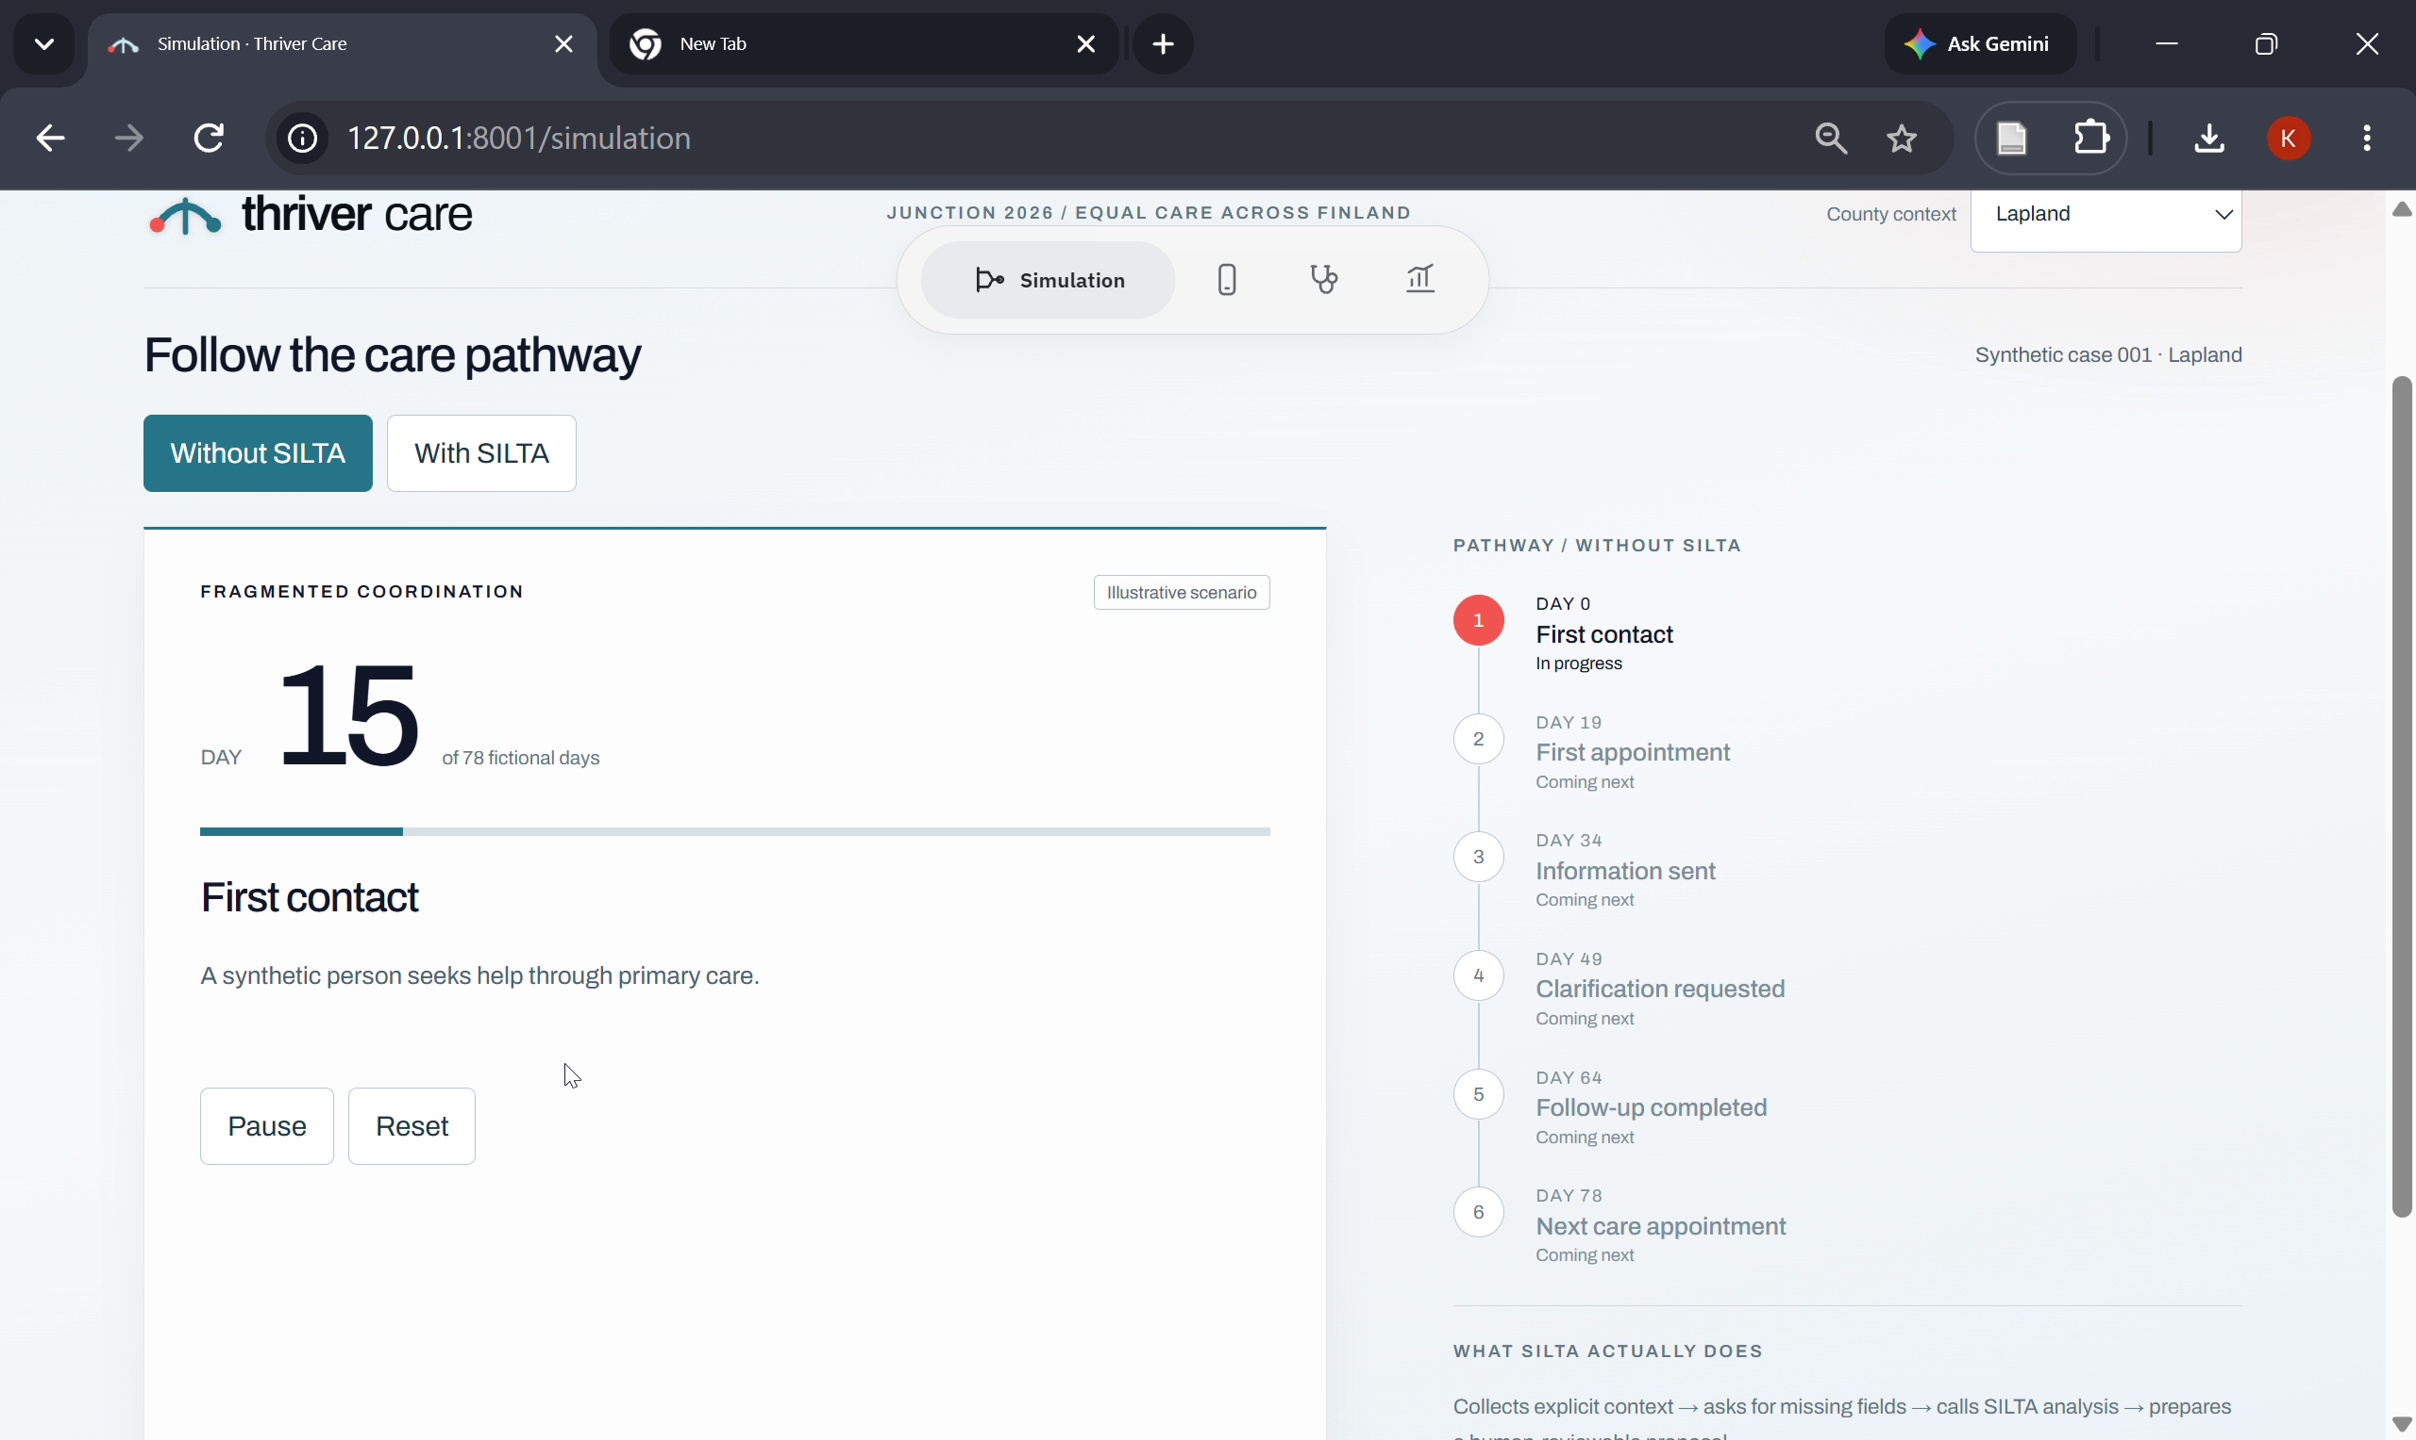 Simulation · Thriver Care
New Tab
Ask Gemini
127.0.0.1:8001/simulation
K
thriver care
JUNCTION 2026 / EQUAL CARE ACROSS FINLAND
County context
Lapland
Simulation
Follow the care pathway
Synthetic case 001 · Lapland
Without SILTA
With SILTA
FRAGMENTED COORDINATION
Illustrative scenario
DAY 15 of 78 fictional days
First contact
A synthetic person seeks help through primary care.
Pause
Reset
PATHWAY / WITHOUT SILTA
1
DAY 0
First contact
In progress
2
DAY 19
First appointment
Coming next
3
DAY 34
Information sent
Coming next
4
DAY 49
Clarification requested
Coming next
5
DAY 64
Follow-up completed
Coming next
6
DAY 78
Next care appointment
Coming next
WHAT SILTA ACTUALLY DOES
Collects explicit context → asks for missing fields → calls SILTA analysis → prepares